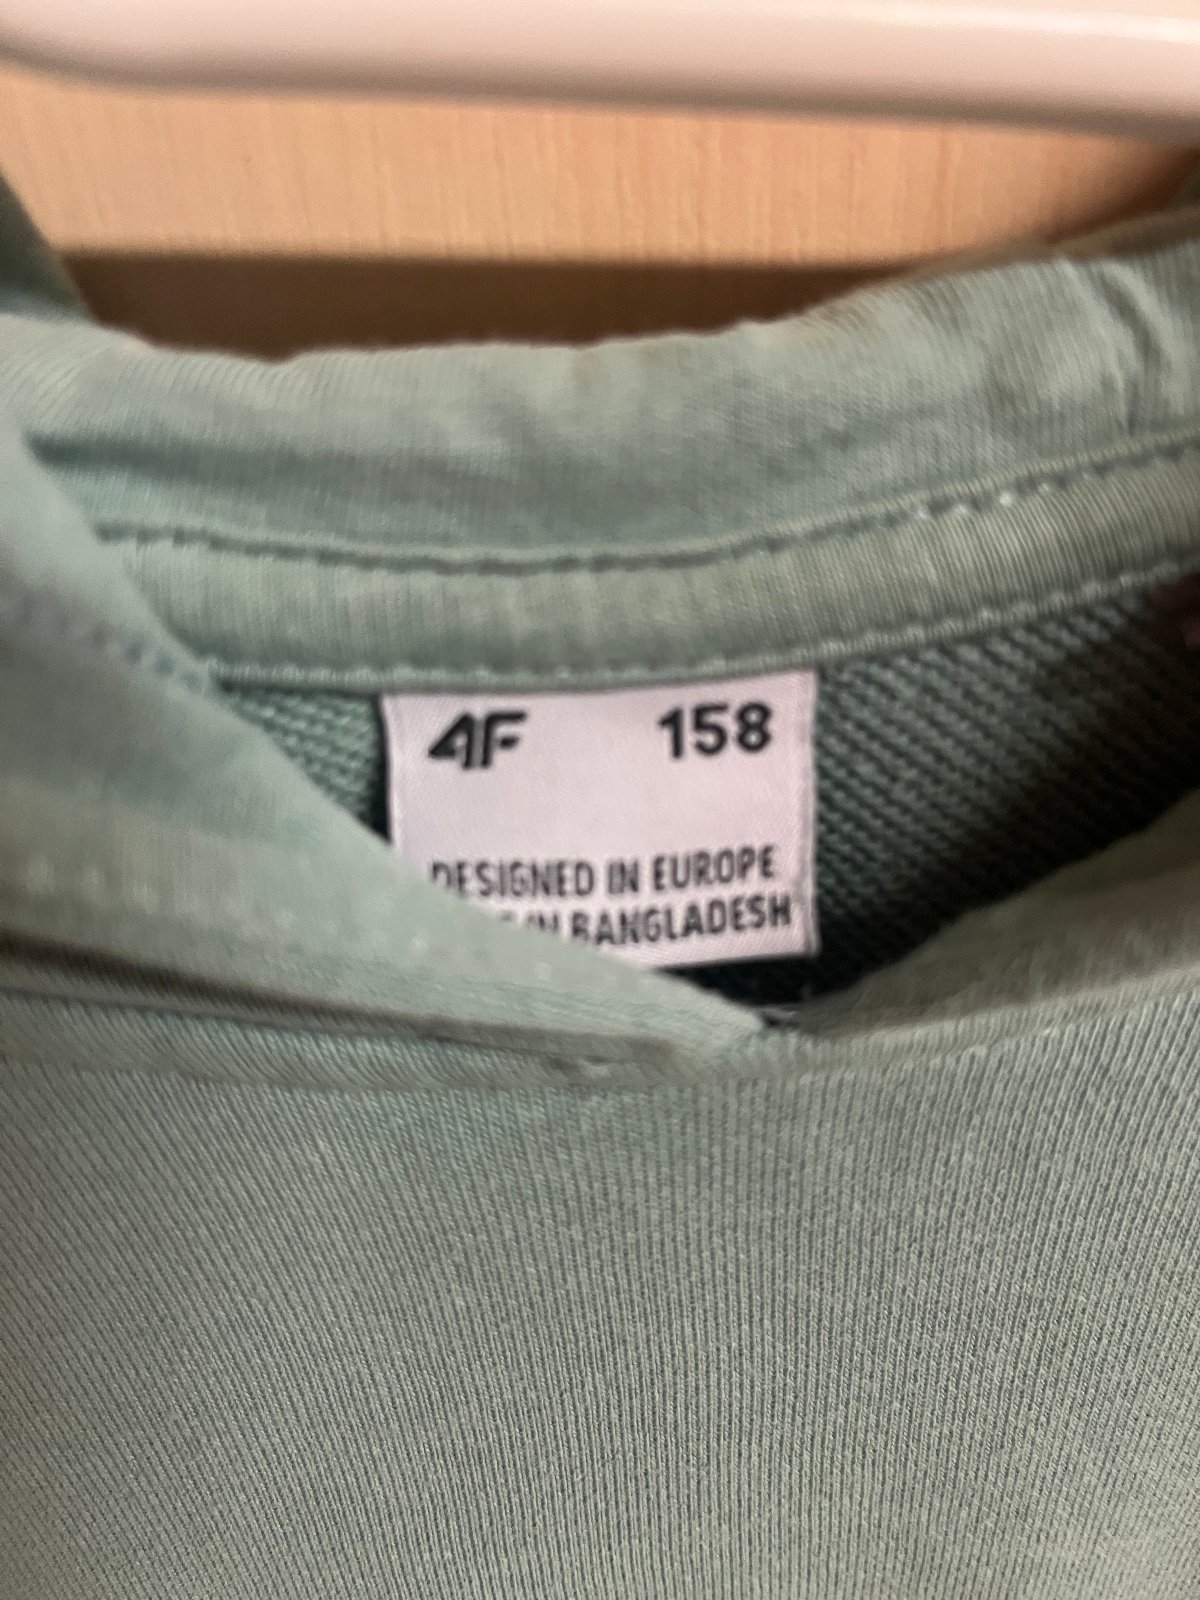 4F 158
DESIGNED IN EUROPE
IN BANGLADESH